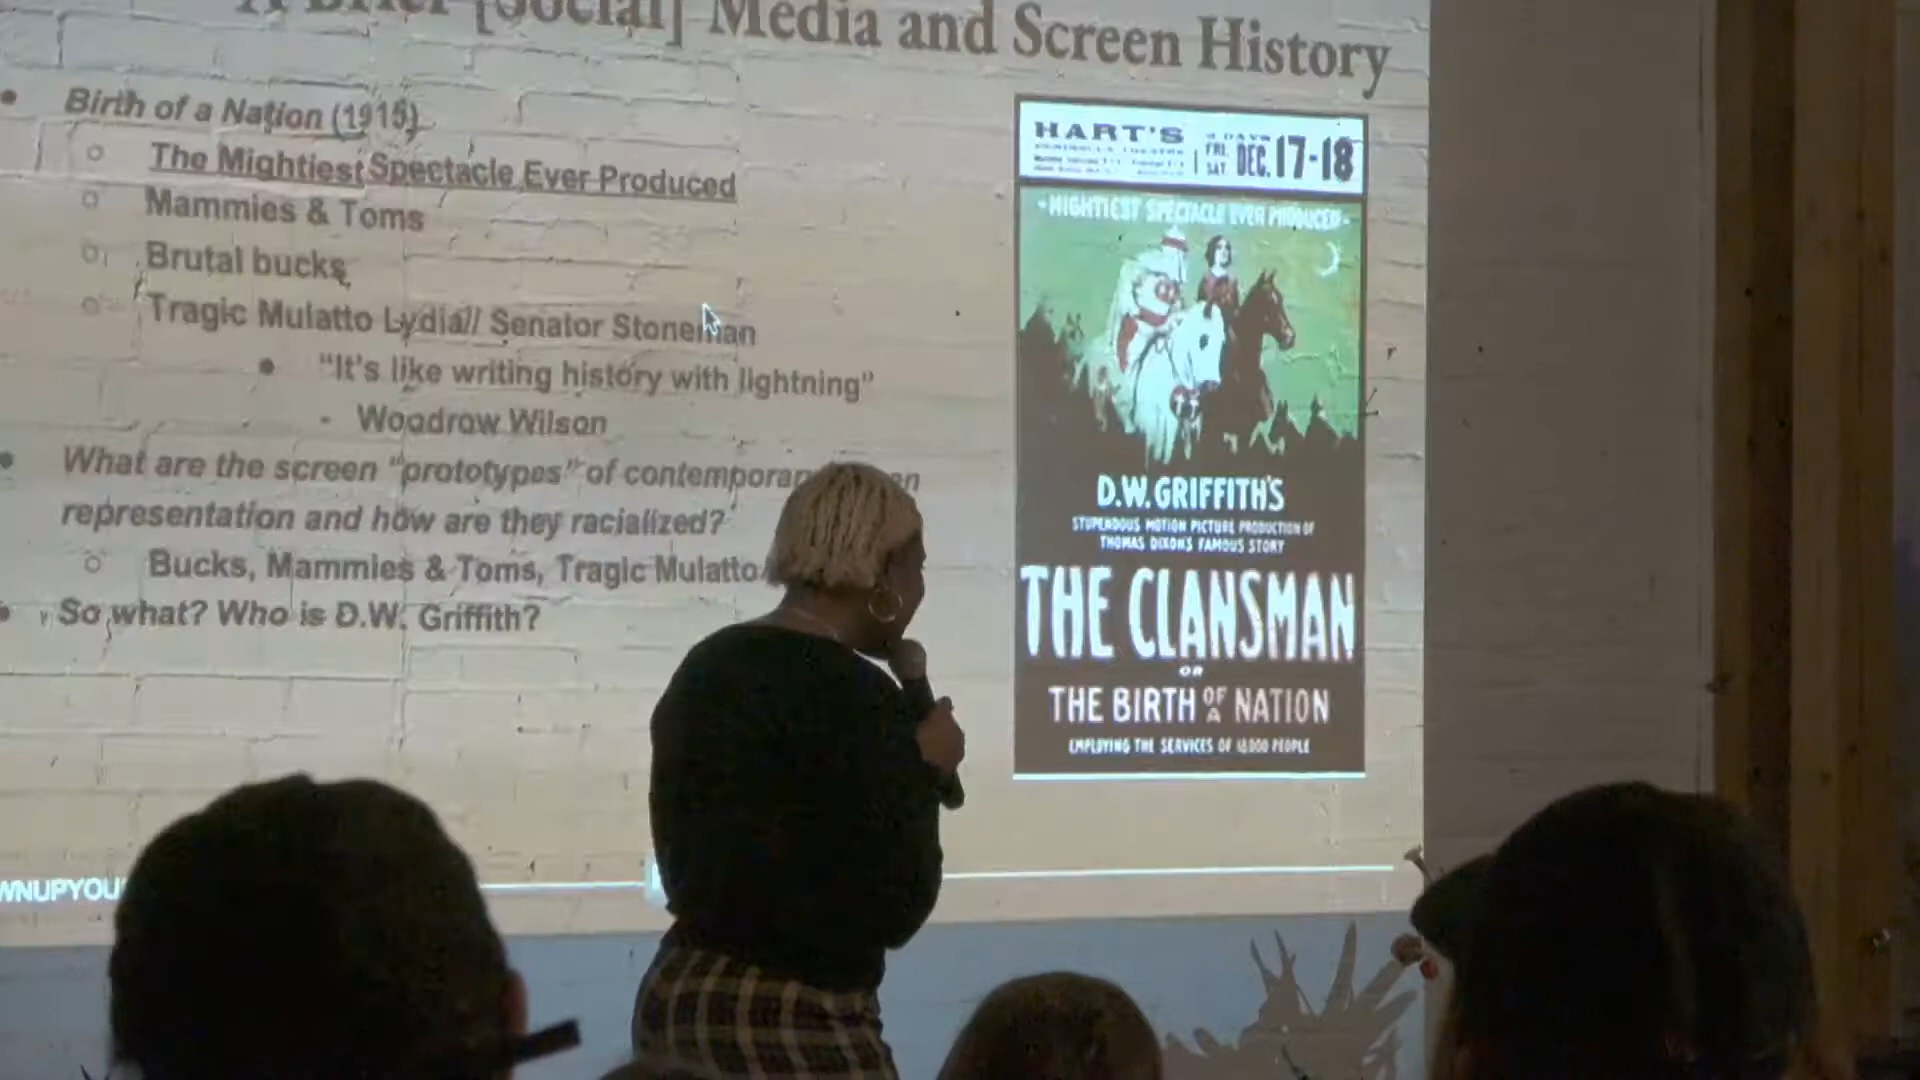 A Brief [Social] Media and Screen History
Birth of a Nation (1915)
The Mightiest Spectacle Ever Produced
Mammies & Toms
Brutal bucks
Tragic Mulatto Lydia// Senator Stoneman
"It's like writing history with lightning"
- Woodrow Wilson
What are the screen "prototypes" of
representation and how are they racialized?
Bucks, Mammies & Toms, Tragic Mulatto
So what? Who is D.W. Griffith?
HART'S
FRI. SAT. DEC. 17-18
-MIGHTIEST SPECTACLE EVER PRODUCED-
D.W. GRIFFITH'S
STUPENDOUS MOTION PICTURE PRODUCTION OF
THOMAS DIXON'S FAMOUS STORY
THE CLANSMAN
OR
THE BIRTH OF A NATION
EMPLOYING THE SERVICES OF 18000 PEOPLE